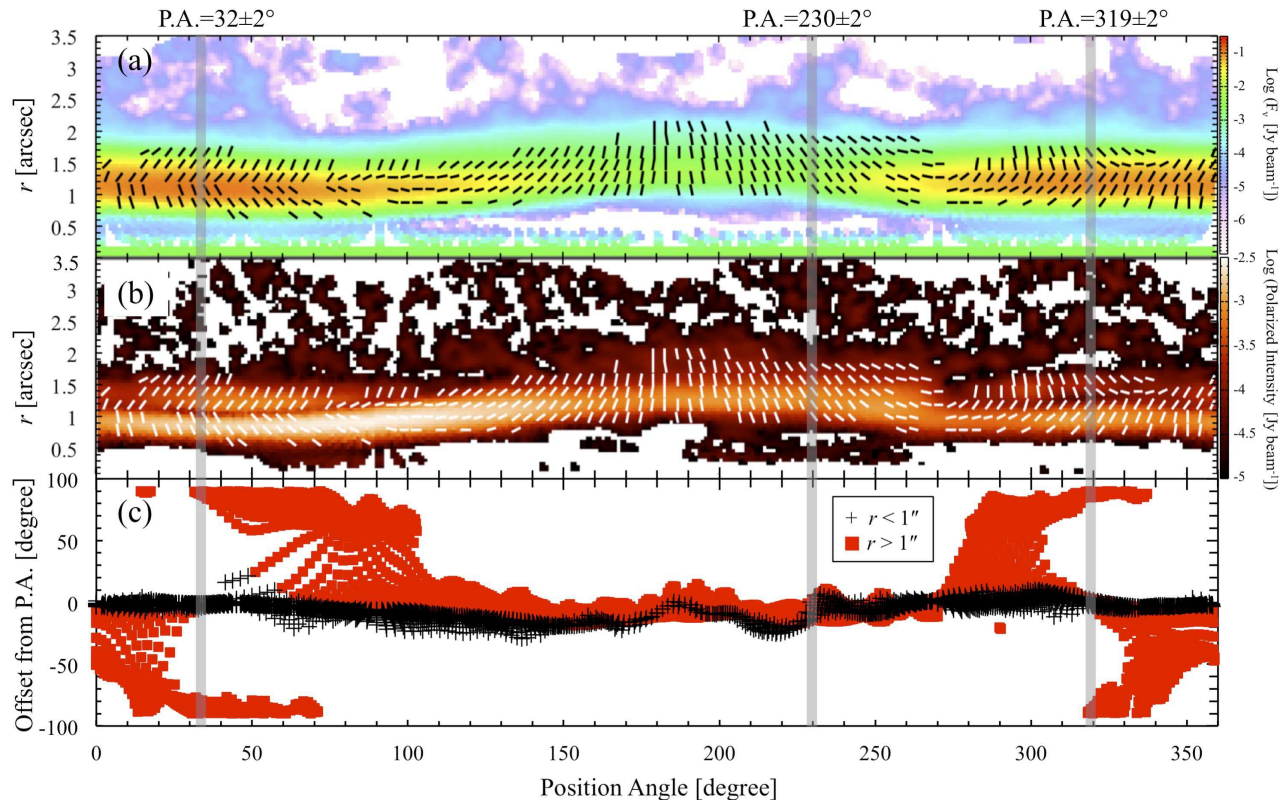 P.A.=32±2° P.A.=230±2° P.A.=319±2°
(a)
r [arcsec]
3.5
3
2.5
2
1.5
1
0.5
-1
-2
-3
-4
-5
-6
Log (Fν [Jy beam⁻¹])
(b)
r [arcsec]
3.5
3
2.5
2
1.5
1
0.5
-2.5
-3
-3.5
-4
-4.5
-5
Log (Polarized Intensity [Jy beam⁻¹])
(c)
Offset from P.A. [degree]
100
50
0
-50
-100
r < 1″
r > 1″
0 50 100 150 200 250 300 350
Position Angle [degree]